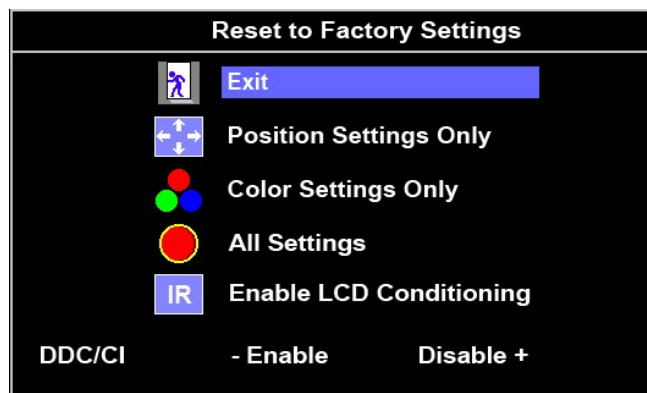 Reset to Factory Settings
Exit
Position Settings Only
Color Settings Only
All Settings
IR Enable LCD Conditioning
DDC/CI - Enable Disable +